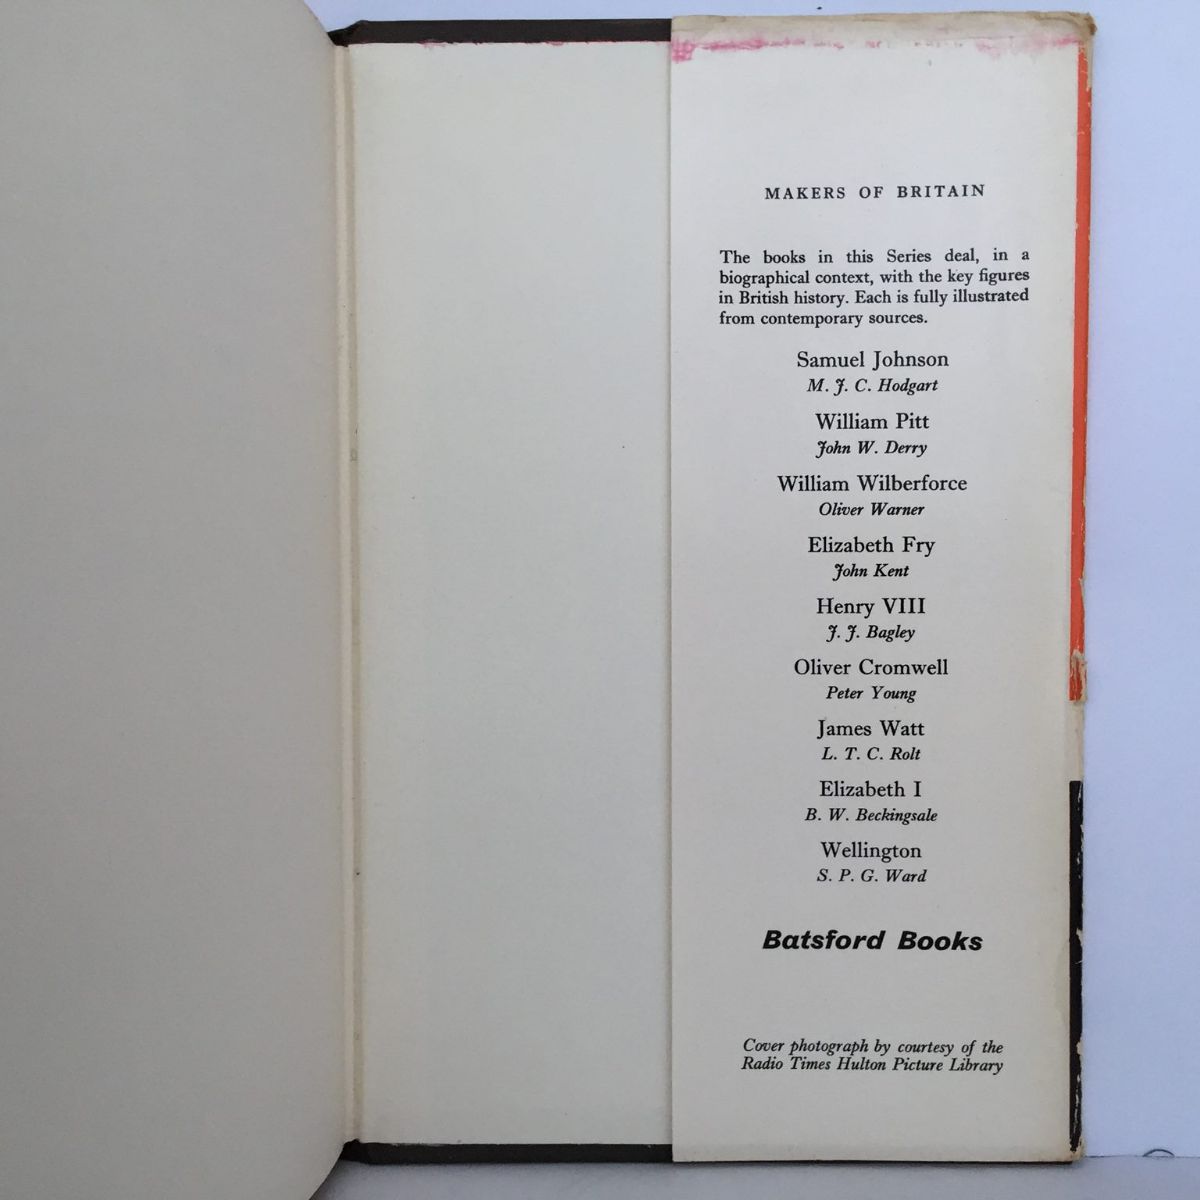 MAKERS OF BRITAIN
The books in this Series deal, in a
biographical context, with the key figures
in British history. Each is fully illustrated
from contemporary sources.
Samuel Johnson
M. J. C. Hodgart
William Pitt
John W. Derry
William Wilberforce
Oliver Warner
Elizabeth Fry
John Kent
Henry VIII
J. J. Bagley
Oliver Cromwell
Peter Young
James Watt
L. T. C. Rolt
Elizabeth I
B. W. Beckingsale
Wellington
S. P. G. Ward
Batsford Books
Cover photograph by courtesy of the
Radio Times Hulton Picture Library